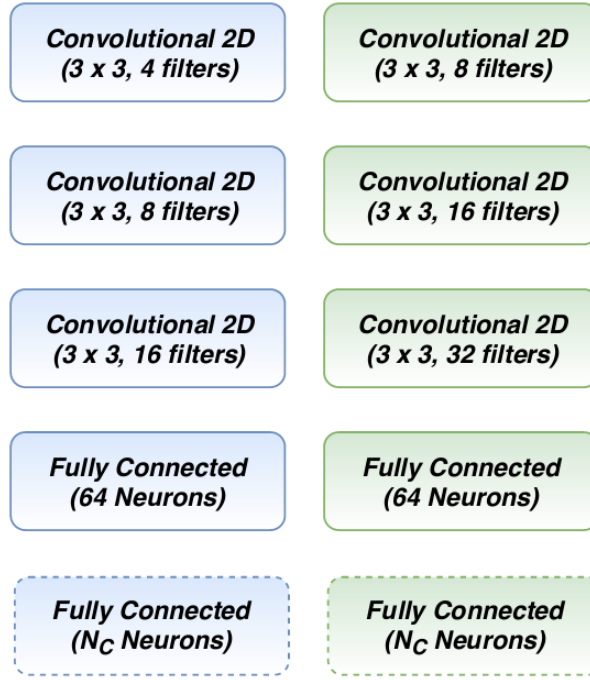 Convolutional 2D
(3 x 3, 4 filters)
Convolutional 2D
(3 x 3, 8 filters)
Convolutional 2D
(3 x 3, 8 filters)
Convolutional 2D
(3 x 3, 16 filters)
Convolutional 2D
(3 x 3, 16 filters)
Convolutional 2D
(3 x 3, 32 filters)
Fully Connected
(64 Neurons)
Fully Connected
(64 Neurons)
Fully Connected
(N_C Neurons)
Fully Connected
(N_C Neurons)